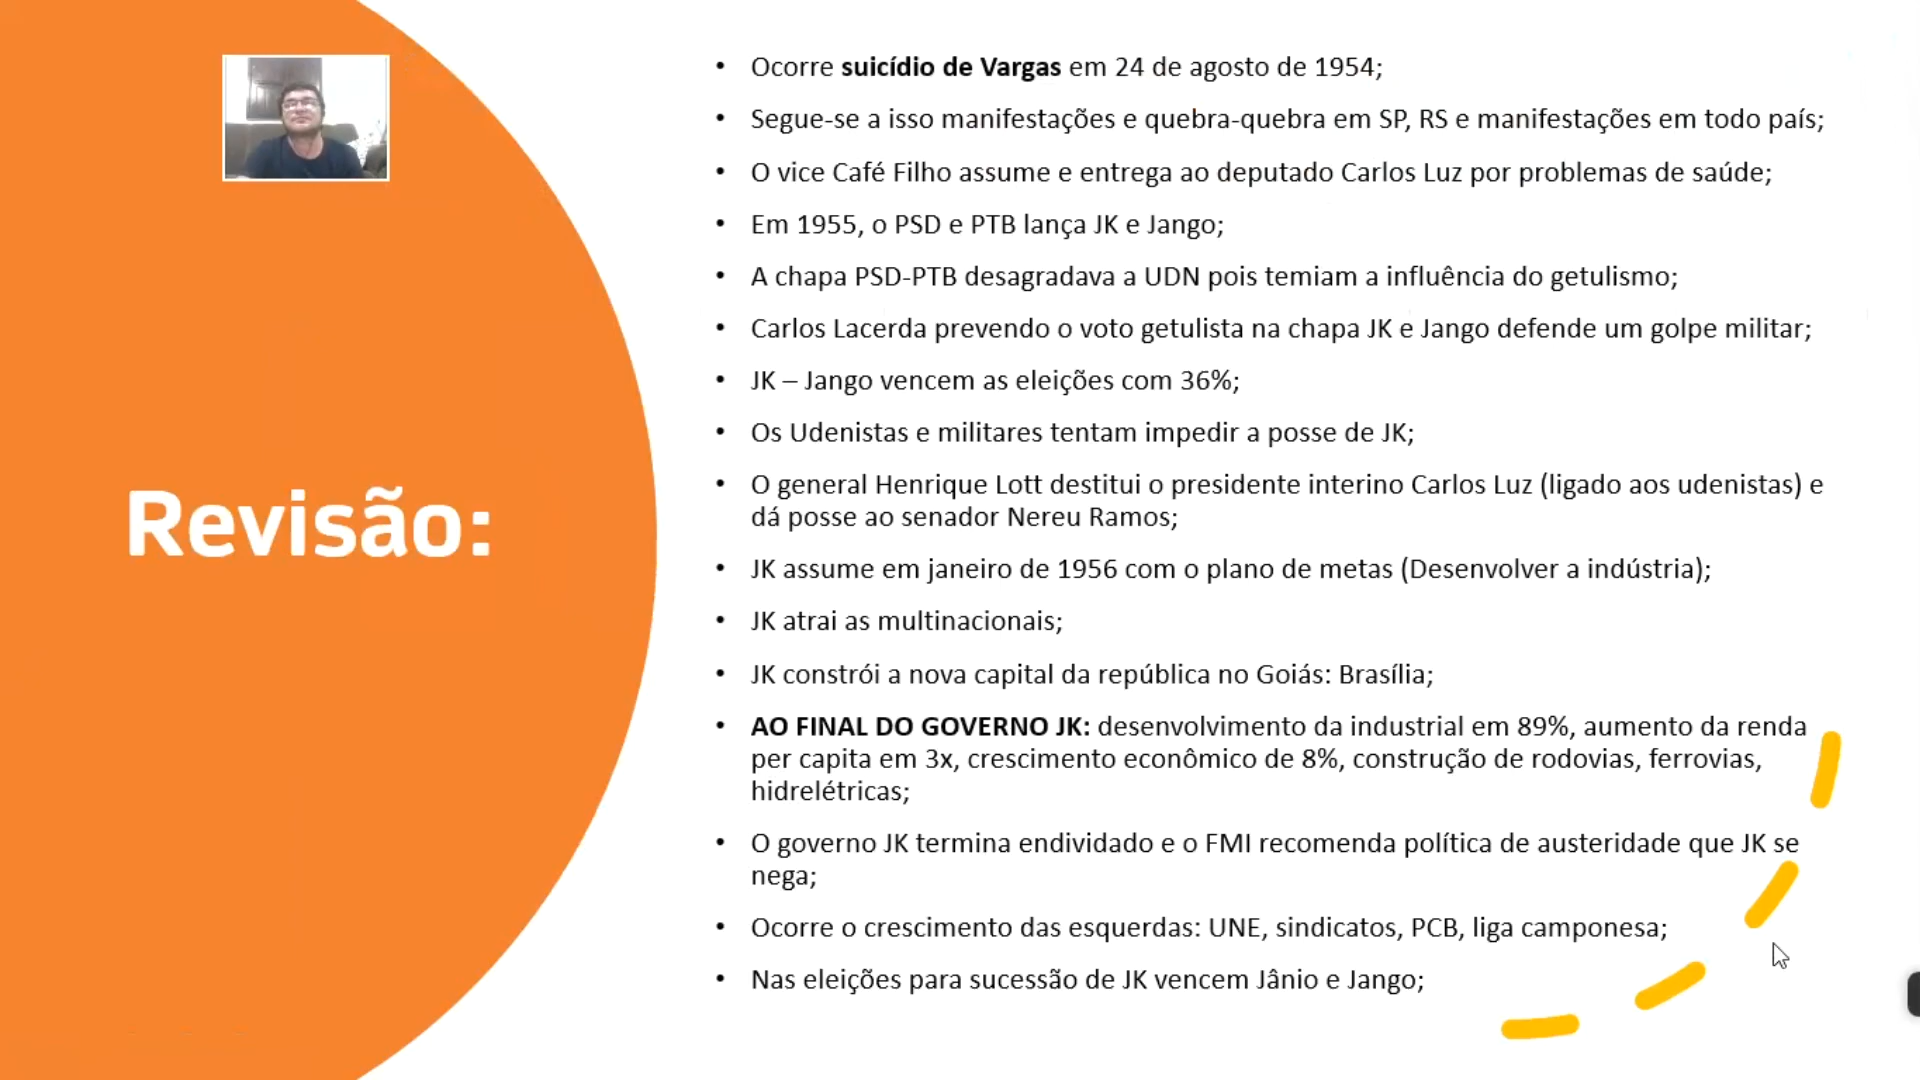 Revisão:
• Ocorre suicídio de Vargas em 24 de agosto de 1954;
• Segue-se a isso manifestações e quebra-quebra em SP, RS e manifestações em todo país;
• O vice Café Filho assume e entrega ao deputado Carlos Luz por problemas de saúde;
• Em 1955, o PSD e PTB lança JK e Jango;
• A chapa PSD-PTB desagradava a UDN pois temiam a influência do getulismo;
• Carlos Lacerda prevendo o voto getulista na chapa JK e Jango defende um golpe militar;
• JK – Jango vencem as eleições com 36%;
• Os Udenistas e militares tentam impedir a posse de JK;
• O general Henrique Lott destitui o presidente interino Carlos Luz (ligado aos udenistas) e
dá posse ao senador Nereu Ramos;
• JK assume em janeiro de 1956 com o plano de metas (Desenvolver a indústria);
• JK atrai as multinacionais;
• JK constrói a nova capital da república no Goiás: Brasília;
• AO FINAL DO GOVERNO JK: desenvolvimento da industrial em 89%, aumento da renda
per capita em 3x, crescimento econômico de 8%, construção de rodovias, ferrovias,
hidrelétricas;
• O governo JK termina endividado e o FMI recomenda política de austeridade que JK se
nega;
• Ocorre o crescimento das esquerdas: UNE, sindicatos, PCB, liga camponesa;
• Nas eleições para sucessão de JK vencem Jânio e Jango;